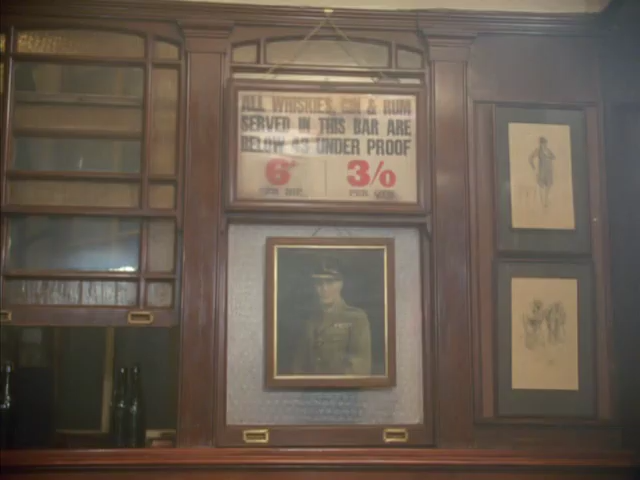 ALL WHISKIES, GIN & RUM
SERVED IN THIS BAR ARE
BELOW 43 UNDER PROOF
6ᴰ 3/0
PER